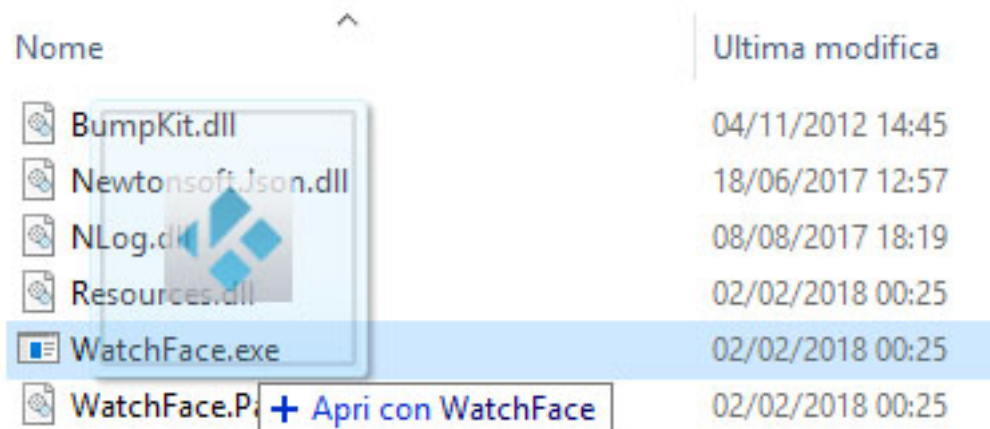 Nome Ultima modifica
BumpKit.dll 04/11/2012 14:45
Newtonsoft.Json.dll 18/06/2017 12:57
NLog.dll 08/08/2017 18:19
Resources.dll 02/02/2018 00:25
WatchFace.exe 02/02/2018 00:25
WatchFace.Pa 02/02/2018 00:25
+ Apri con WatchFace